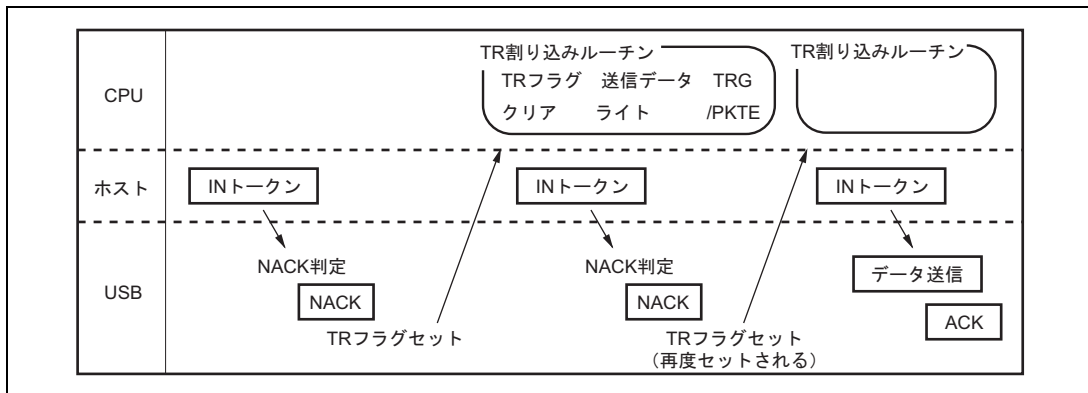 TR割り込みルーチン
TRフラグ 送信データ TRG
クリア ライト /PKTE
TR割り込みルーチン
CPU
ホスト
INトークン
INトークン
INトークン
USB
NACK判定
NACK
TRフラグセット
NACK判定
NACK
TRフラグセット
(再度セットされる)
データ送信
ACK